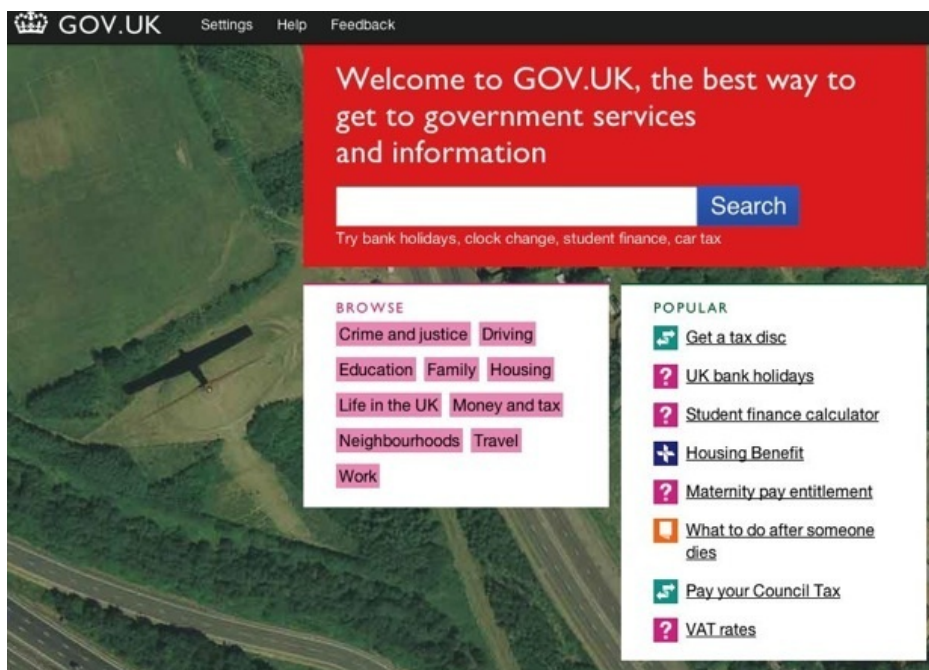 GOV.UK Settings Help Feedback
Welcome to GOV.UK, the best way to
get to government services
and information
Search
Try bank holidays, clock change, student finance, car tax
BROWSE
Crime and justice Driving
Education Family Housing
Life in the UK Money and tax
Neighbourhoods Travel
Work
POPULAR
Get a tax disc
? UK bank holidays
? Student finance calculator
Housing Benefit
? Maternity pay entitlement
What to do after someone
dies
Pay your Council Tax
? VAT rates